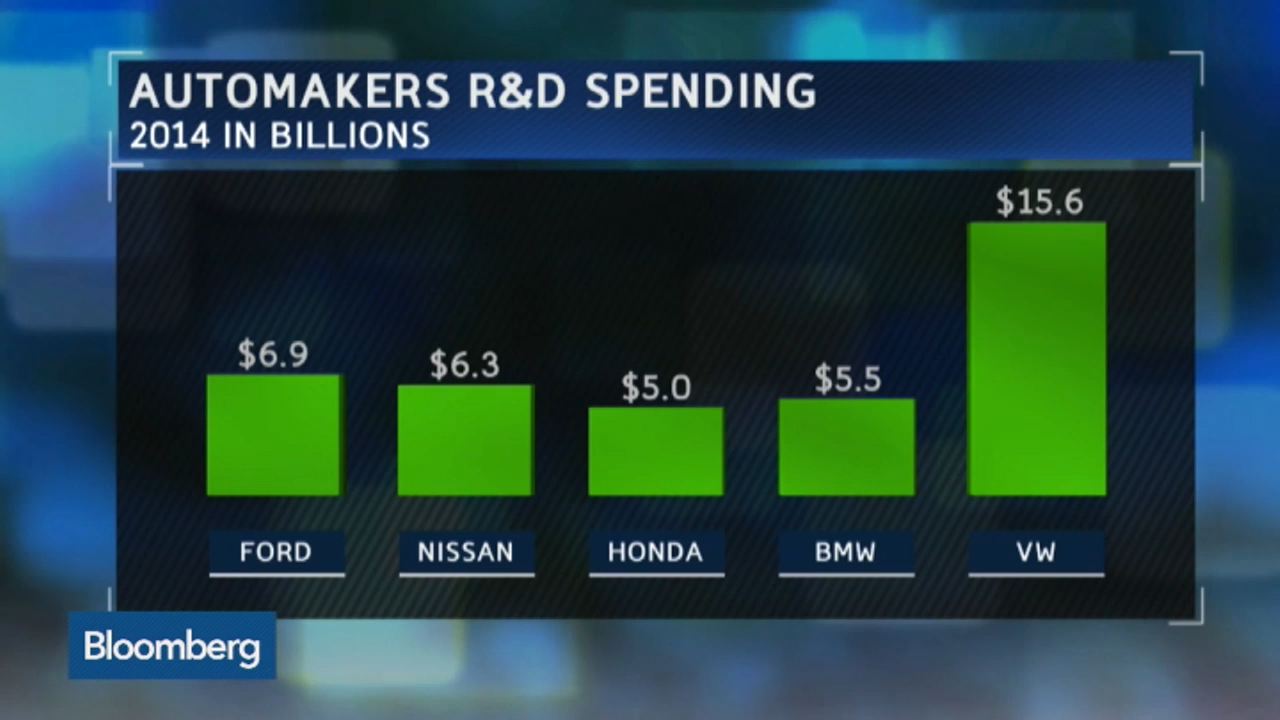 AUTOMAKERS R&D SPENDING
2014 IN BILLIONS
$6.9
$6.3
$5.0
$5.5
$15.6
FORD
NISSAN
HONDA
BMW
VW
Bloomberg